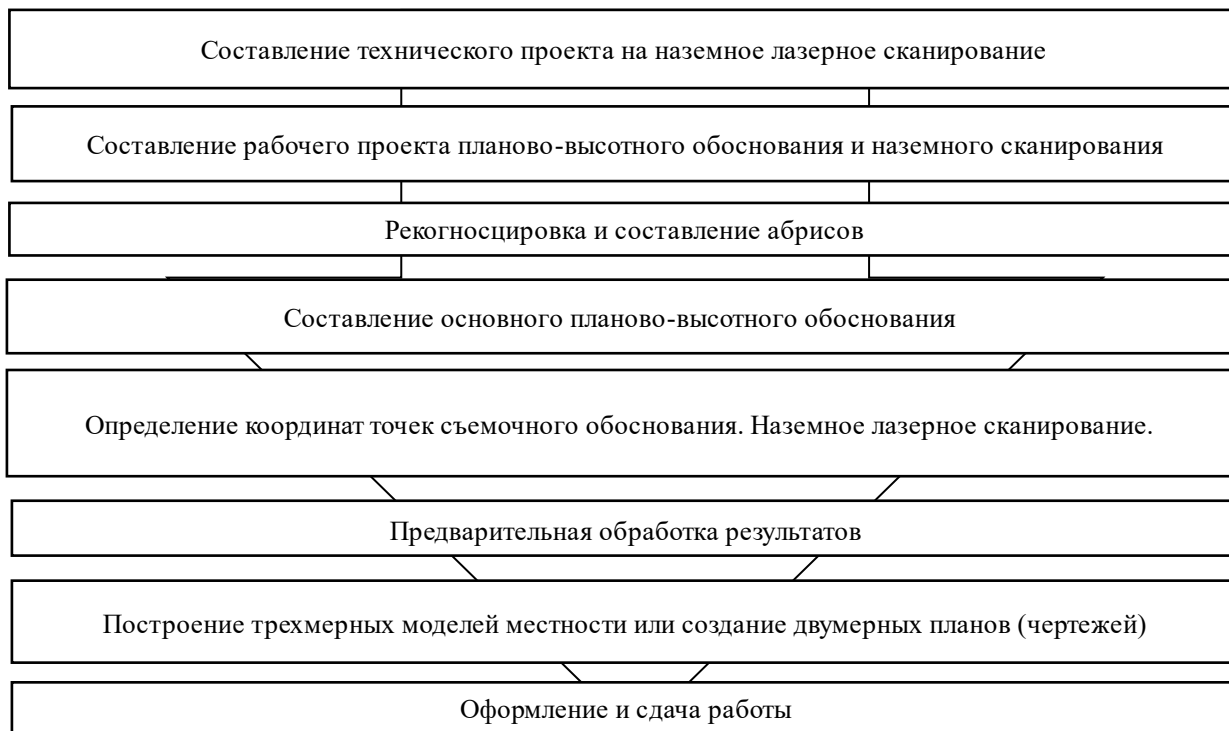 Составление технического проекта на наземное лазерное сканирование
Составление рабочего проекта планово-высотного обоснования и наземного сканирования
Рекогносцировка и составление абрисов
Составление основного планово-высотного обоснования
Определение координат точек съемочного обоснования. Наземное лазерное сканирование.
Предварительная обработка результатов
Построение трехмерных моделей местности или создание двумерных планов (чертежей)
Оформление и сдача работы